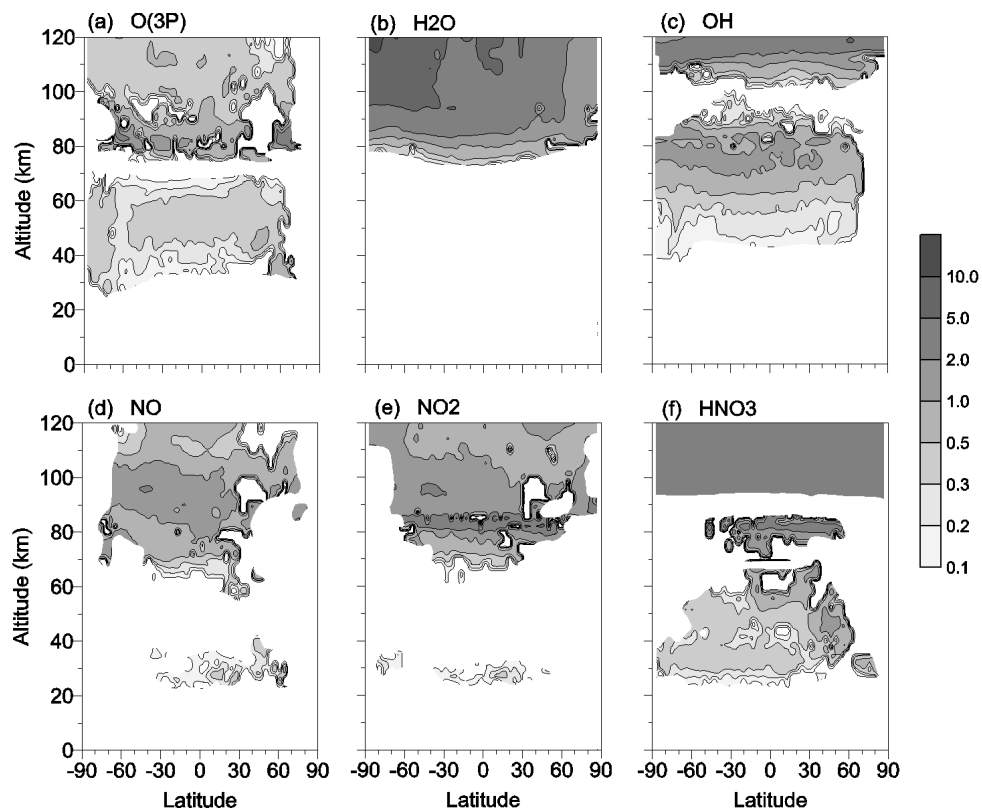 (a) O(3P)
(b) H2O
(c) OH
120
100
80
60
40
20
0
Altitude (km)
10.0
5.0
2.0
1.0
0.5
0.3
0.2
0.1
(d) NO
(e) NO2
(f) HNO3
120
100
80
60
40
20
0
Altitude (km)
-90 -60 -30 0 30 60 90
-90 -60 -30 0 30 60 90
-90 -60 -30 0 30 60 90
Latitude
Latitude
Latitude